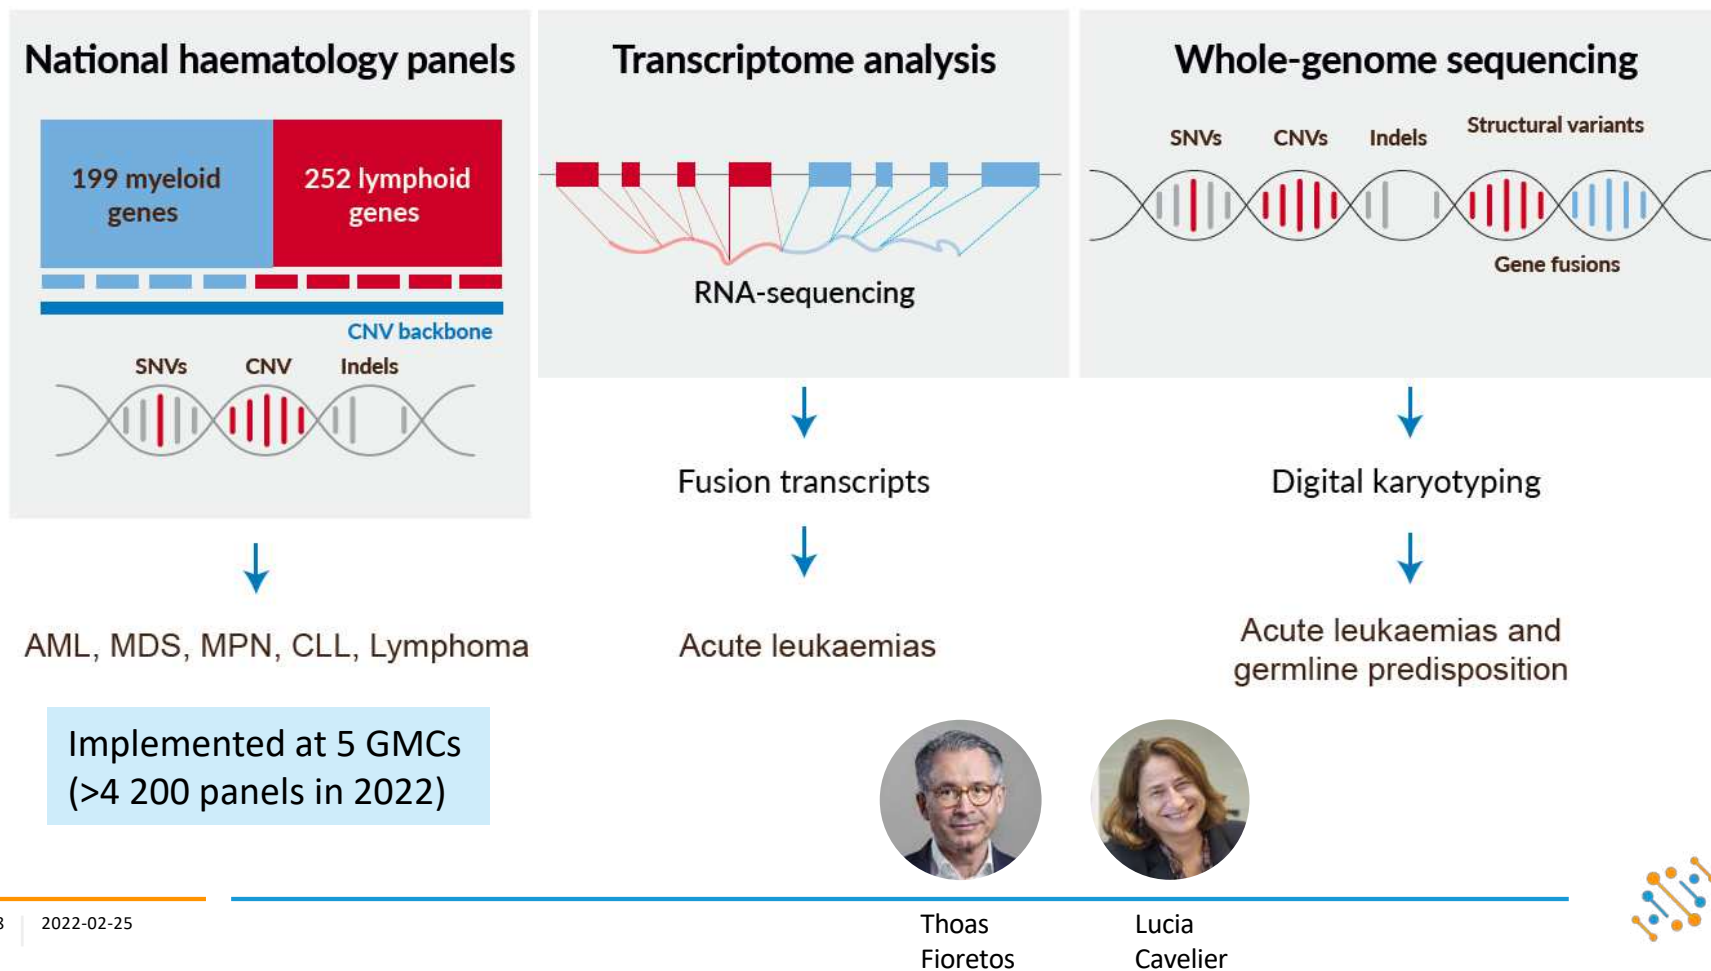 National haematology panels
199 myeloid
genes
252 lymphoid
genes
CNV backbone
SNVs
CNV
Indels
AML, MDS, MPN, CLL, Lymphoma
Implemented at 5 GMCs
(>4 200 panels in 2022)
Transcriptome analysis
RNA-sequencing
Fusion transcripts
Acute leukaemias
Whole-genome sequencing
SNVs
CNVs
Indels
Structural variants
Gene fusions
Digital karyotyping
Acute leukaemias and
germline predisposition
Thoas
Fioretos
Lucia
Cavelier
2022-02-25